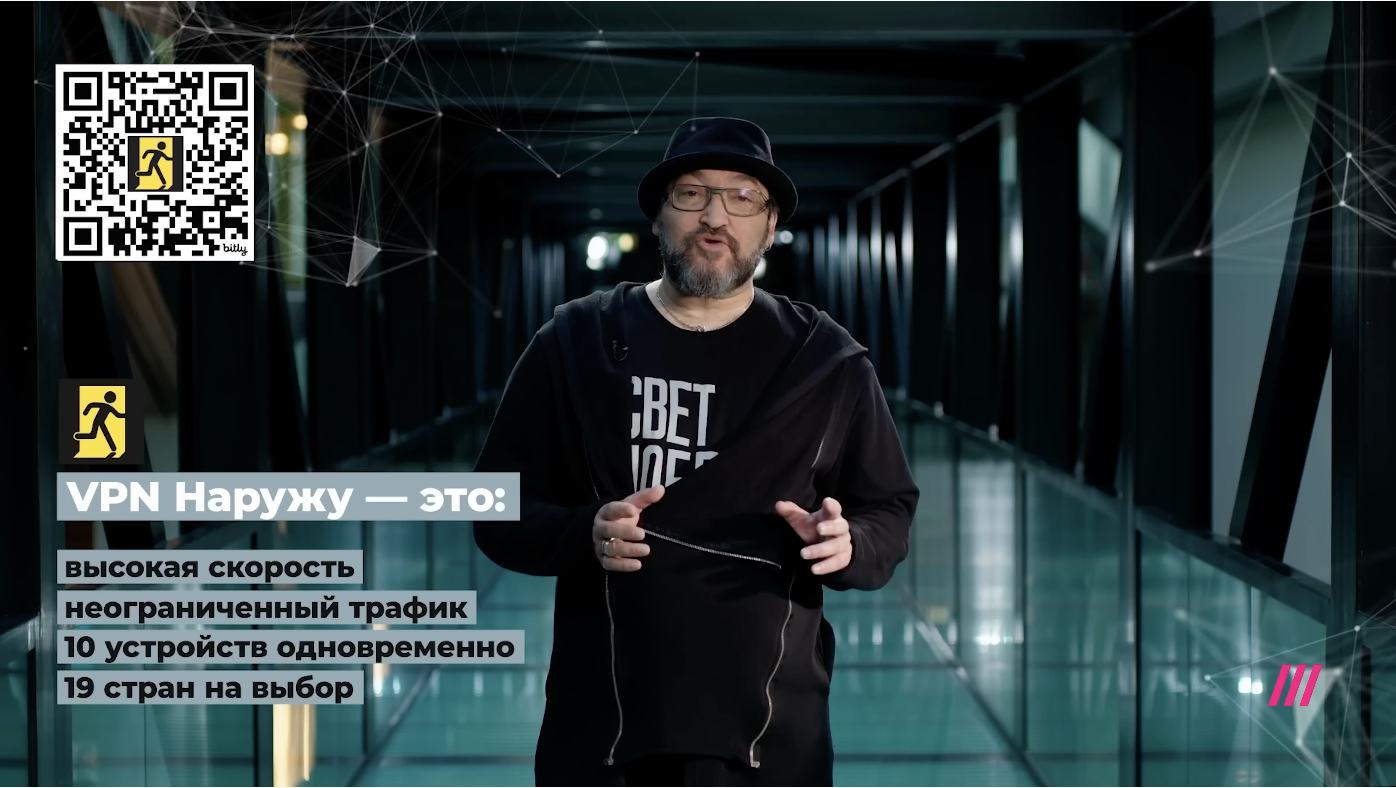 bitly
VPN Наружу — это:
высокая скорость
неограниченный трафик
10 устройств одновременно
19 стран на выбор
СВЕТ